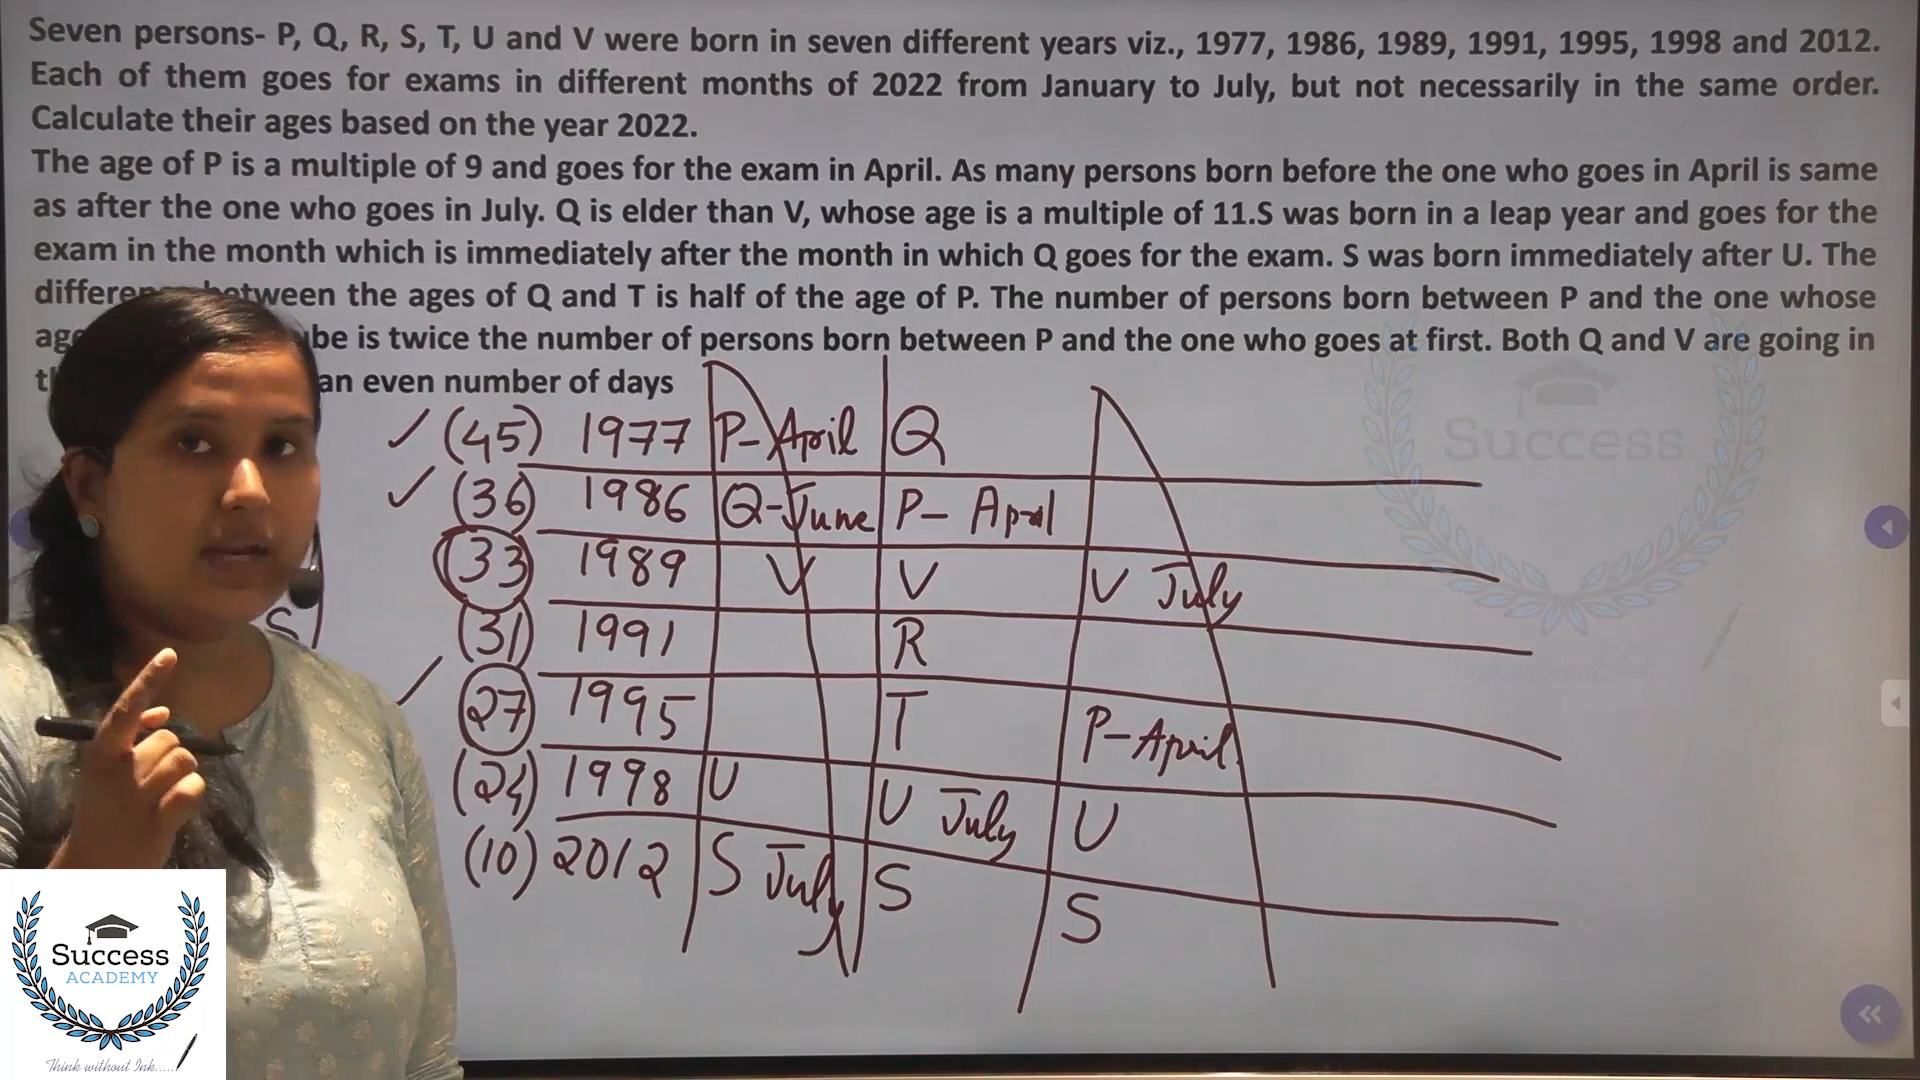 Seven persons- P, Q, R, S, T, U and V were born in seven different years viz., 1977, 1986, 1989, 1991, 1995, 1998 and 2012.
Each of them goes for exams in different months of 2022 from January to July, but not necessarily in the same order.
Calculate their ages based on the year 2022.
The age of P is a multiple of 9 and goes for the exam in April. As many persons born before the one who goes in April is same
as after the one who goes in July. Q is elder than V, whose age is a multiple of 11.S was born in a leap year and goes for the
exam in the month which is immediately after the month in which Q goes for the exam. S was born immediately after U. The
between the ages of Q and T is half of the age of P. The number of persons born between P and the one whose
is twice the number of persons born between P and the one who goes at first. Both Q and V are going in
an even number of days
(45) 1977 P- April Q
(36) 1986 Q-June P- April
(33) 1989 V V V July
(31) 1991 R
(27) 1995 T P-April
(24) 1998 U U July U
(10) 2012 S July S S
S
Success
Success
ACADEMY
Think without Ink.....